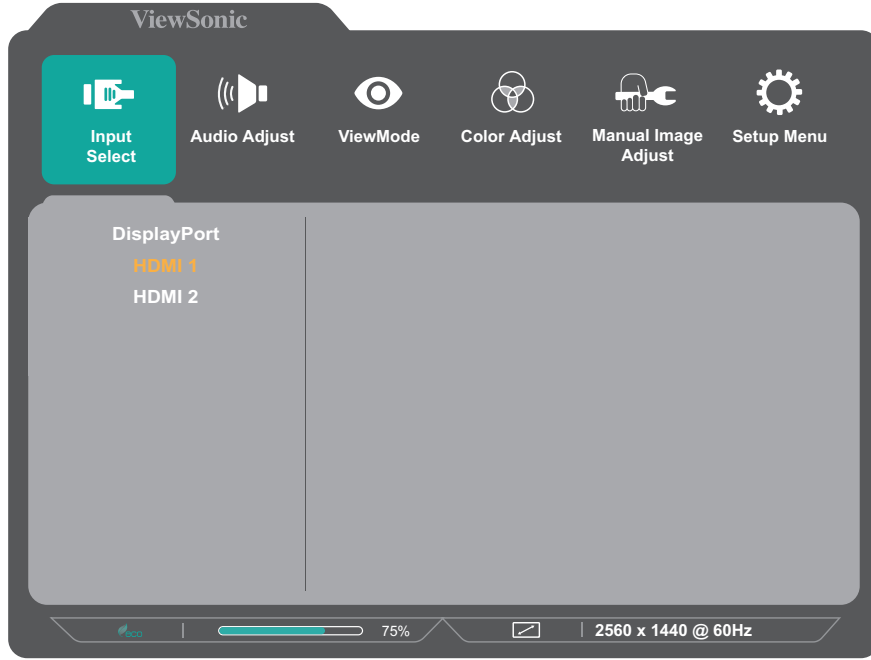 ViewSonic
Input
Select
Audio Adjust
ViewMode
Color Adjust
Manual Image
Adjust
Setup Menu
DisplayPort
HDMI 1
HDMI 2
eco
75%
2560 x 1440 @ 60Hz